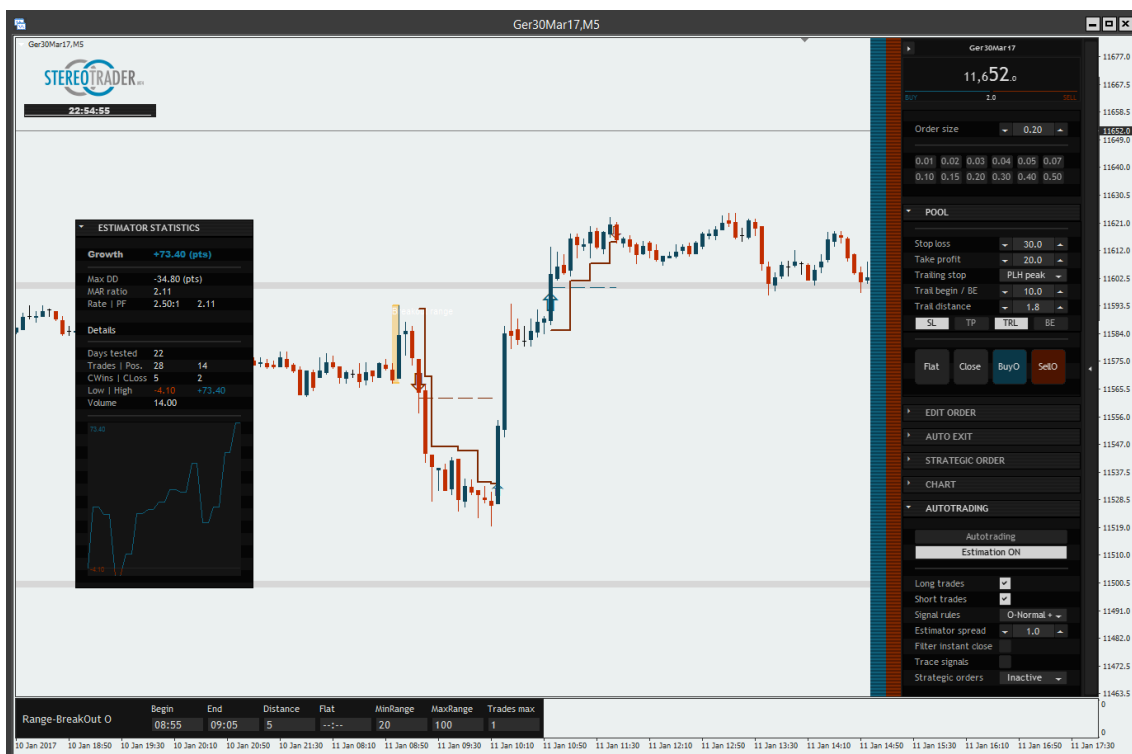 Ger30Mar17,M5
Ger30Mar17,M5
STEREOTRADER
22:54:55
ESTIMATOR STATISTICS
Growth +73.40 (pts)
Max DD -34.80 (pts)
MAR ratio 2.11
Rate | PF 2.50:1 2.11
Details
Days tested 22
Trades | Pos. 28 14
CWins | CLoss 5 2
Low | High -4.10 +73.40
Volume 14.00
73.40
-4.10
Ger30Mar17
11,652.0
BUY 2.0 SELL
Order size 0.20
0.01 0.02 0.03 0.04 0.05 0.07
0.10 0.15 0.20 0.30 0.40 0.50
POOL
Stop loss 30.0
Take profit 20.0
Trailing stop PLH peak
Trail begin / BE 10.0
Trail distance 1.8
SL TP TRL BE
Flat Close BuyO SellO
EDIT ORDER
AUTO EXIT
STRATEGIC ORDER
CHART
AUTOTRADING
Autotrading
Estimation ON
Long trades
Short trades
Signal rules O-Normal +
Estimator spread 1.0
Filter instant close
Trace signals
Strategic orders Inactive
11677.0
11667.5
11658.5
11652.0
11649.0
11640.0
11630.5
11621.0
11612.0
11602.5
11593.5
11584.0
11575.0
11565.5
11556.0
11547.0
11537.5
11528.5
11519.0
11510.0
11500.5
11491.0
11482.0
11472.5
11463.5
0
0
Range-BreakOut O
Begin End Distance Flat MinRange MaxRange Trades max
08:55 09:05 5 --:-- 20 100 1
10 Jan 2017 10 Jan 18:50 10 Jan 19:30 10 Jan 20:10 10 Jan 20:50 10 Jan 21:30 11 Jan 08:10 11 Jan 08:50 11 Jan 09:30 11 Jan 10:10 11 Jan 10:50 11 Jan 11:30 11 Jan 12:10 11 Jan 12:50 11 Jan 13:30 11 Jan 14:10 11 Jan 14:50 11 Jan 15:30 11 Jan 16:10 11 Jan 16:50 11 Jan 17:30